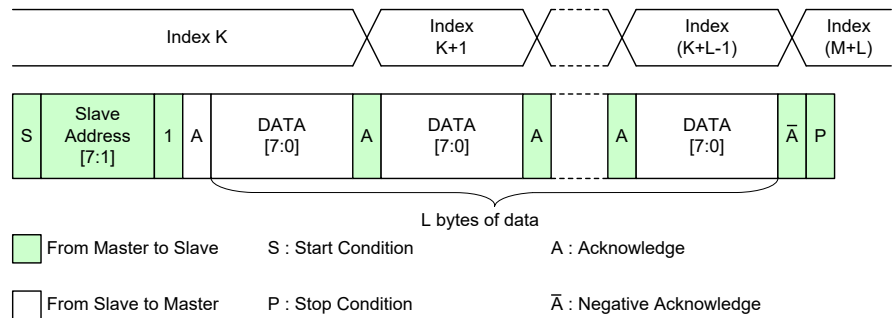 Index K
Index
K+1
Index
(K+L-1)
Index
(M+L)
S
Slave
Address
[7:1]
1
A
DATA
[7:0]
A
DATA
[7:0]
A
A
DATA
[7:0]
A̅
P
L bytes of data
From Master to Slave
S : Start Condition
A : Acknowledge
From Slave to Master
P : Stop Condition
A̅ : Negative Acknowledge